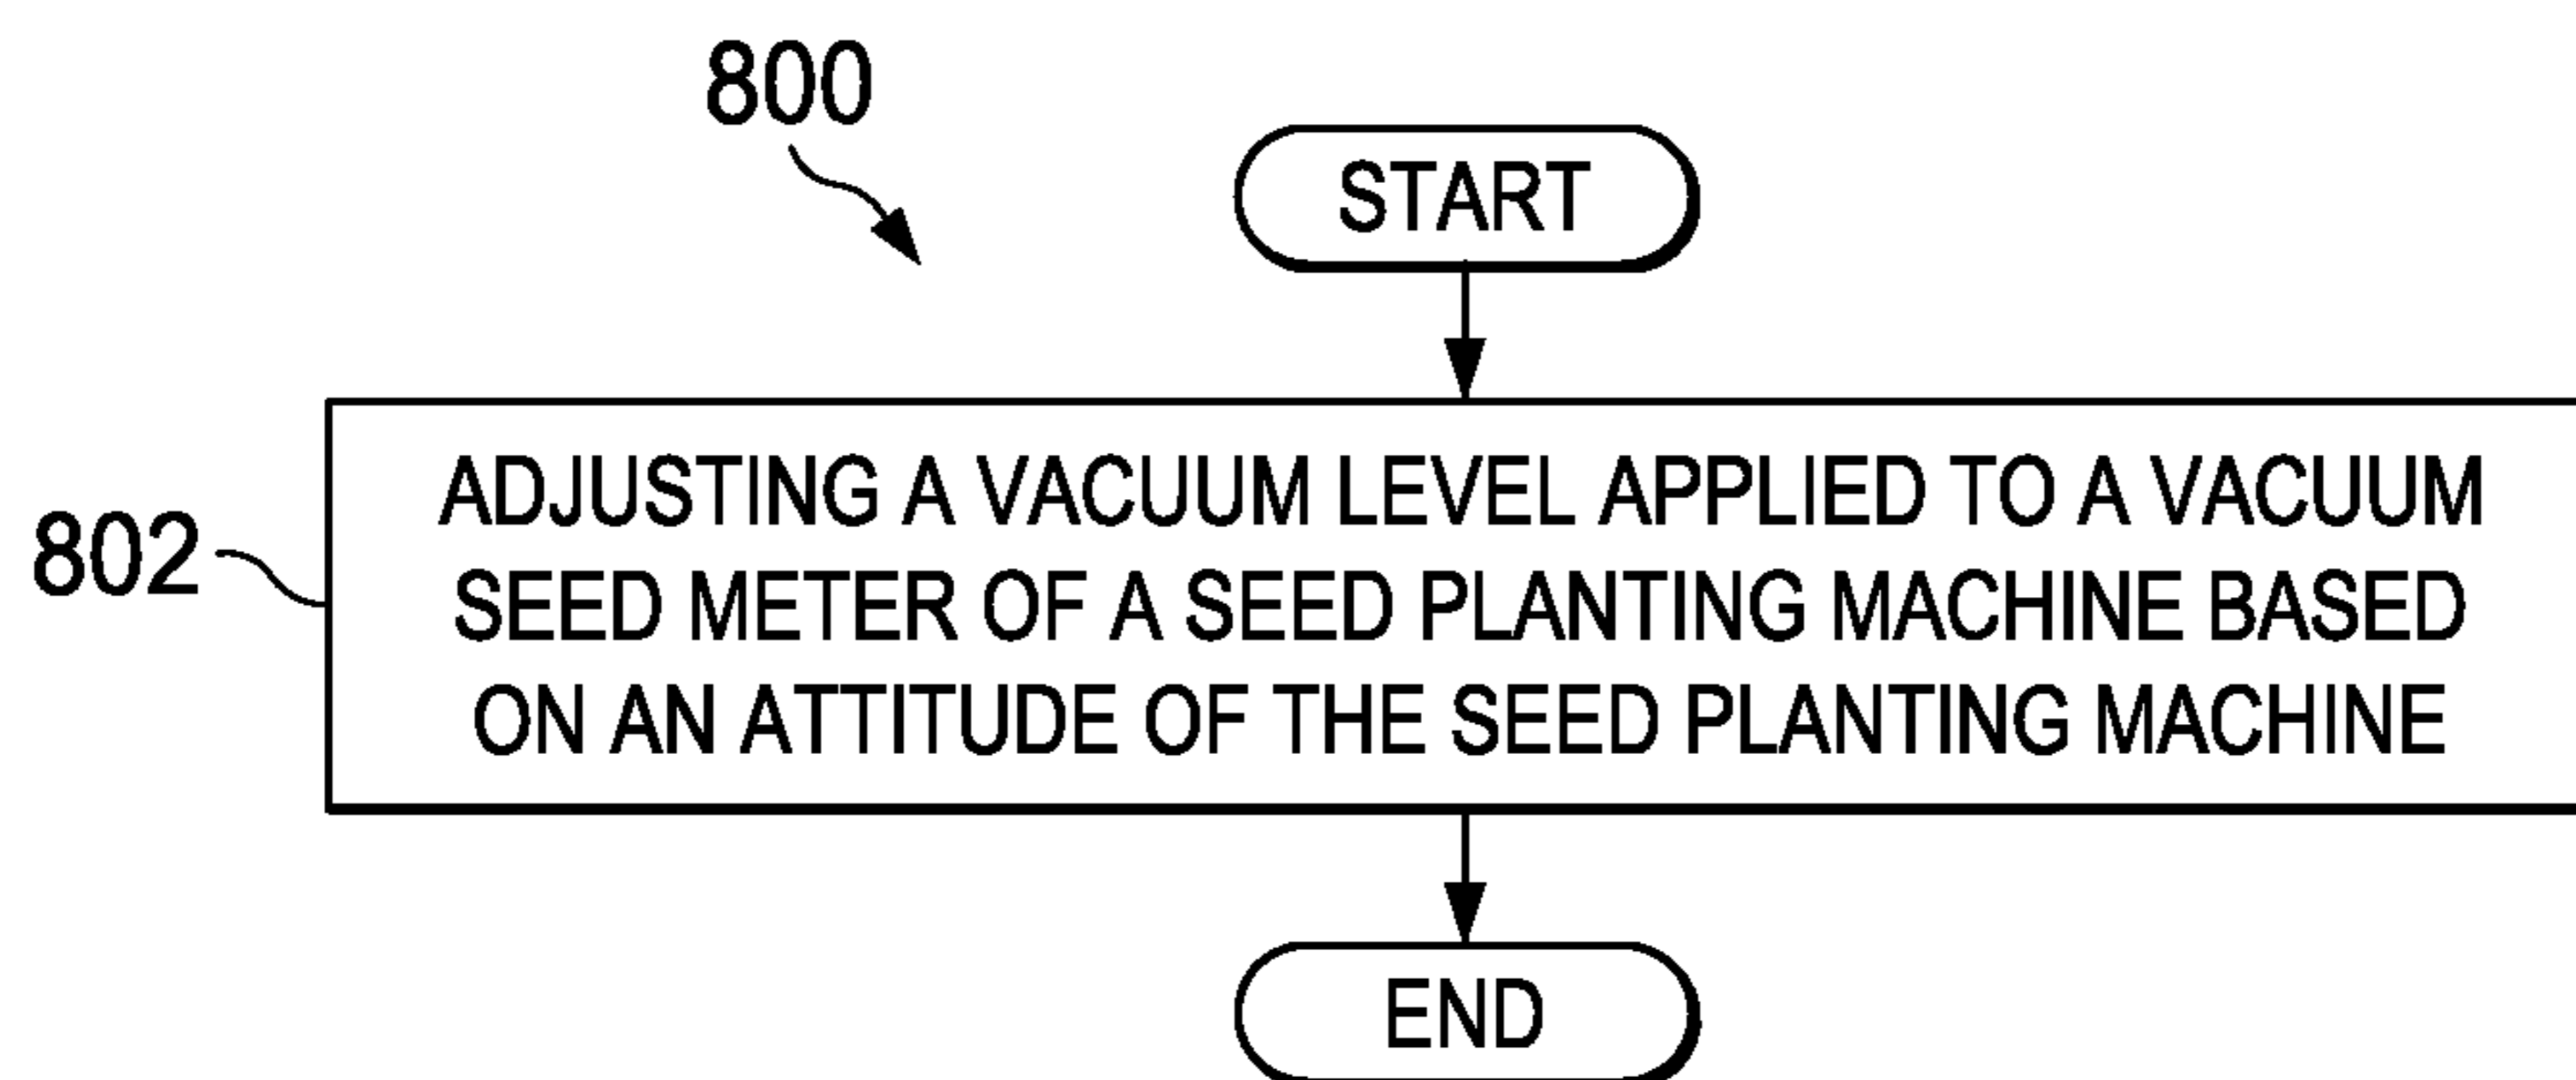 800
START
802
ADJUSTING A VACUUM LEVEL APPLIED TO A VACUUM
SEED METER OF A SEED PLANTING MACHINE BASED
ON AN ATTITUDE OF THE SEED PLANTING MACHINE
END